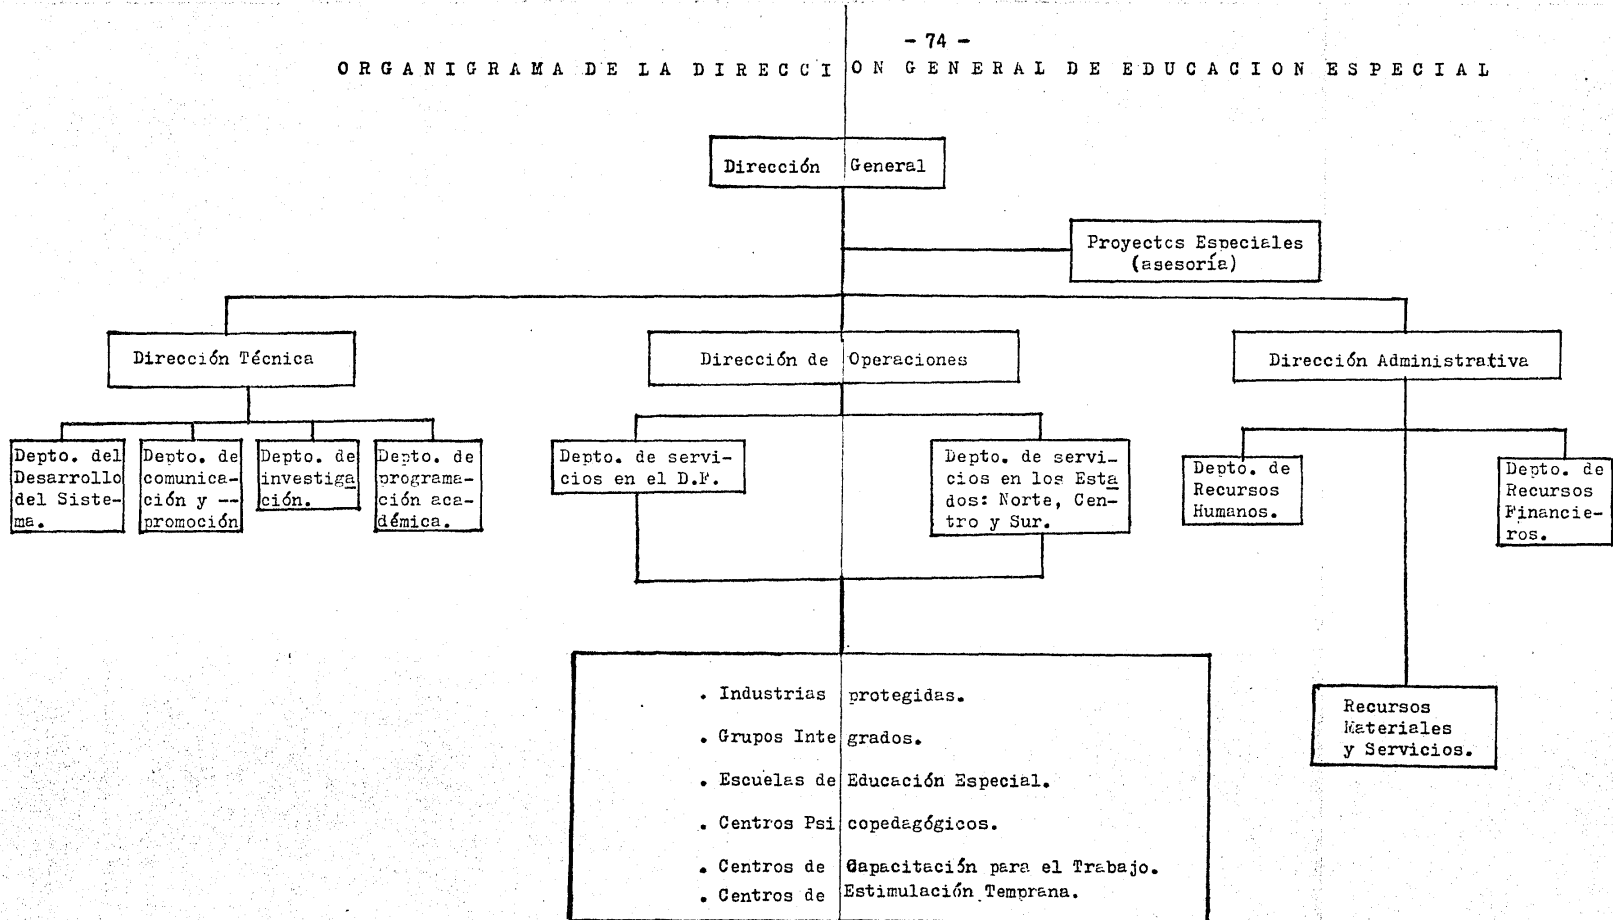 - 74 -
ORGANIGRAMA DE LA DIRECCION GENERAL DE EDUCACION ESPECIAL
Dirección General
Proyectos Especiales
(asesoría)
Dirección Técnica
Dirección de Operaciones
Dirección Administrativa
Depto. del
Desarrollo
del Siste-
ma.
Depto. de
comunica-
ción y --
promoción
Depto. de
investiga
ción.
Depto. de
programa-
ción aca-
démica.
Depto. de servi-
cios en el D.F.
Depto. de servi-
cios en los Esta
dos: Norte, Cen-
tro y Sur.
Depto. de
Recursos
Humanos.
Depto. de
Recursos
Financie-
ros.
. Industrias protegidas.
. Grupos Integrados.
. Escuelas de Educación Especial.
. Centros Psicopedagógicos.
. Centros de Capacitación para el Trabajo.
. Centros de Estimulación Temprana.
Recursos
Materiales
y Servicios.